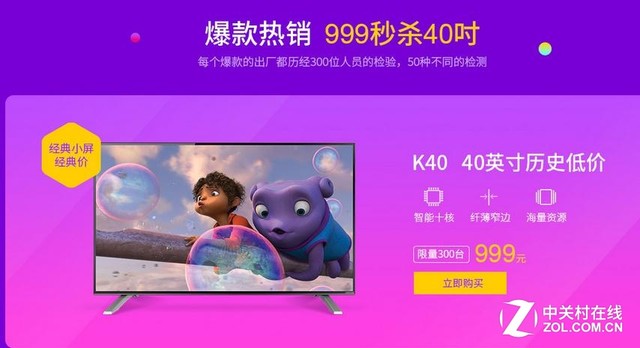 爆款热销 999秒杀40吋
每个爆款的出厂都历经300位人员的检验，50种不同的检测
经典小屏
经典价
K40 40英寸历史低价
智能十核 纤薄窄边 海量资源
限量300台 999元
立即购买
中关村在线
ZOL.COM.CN